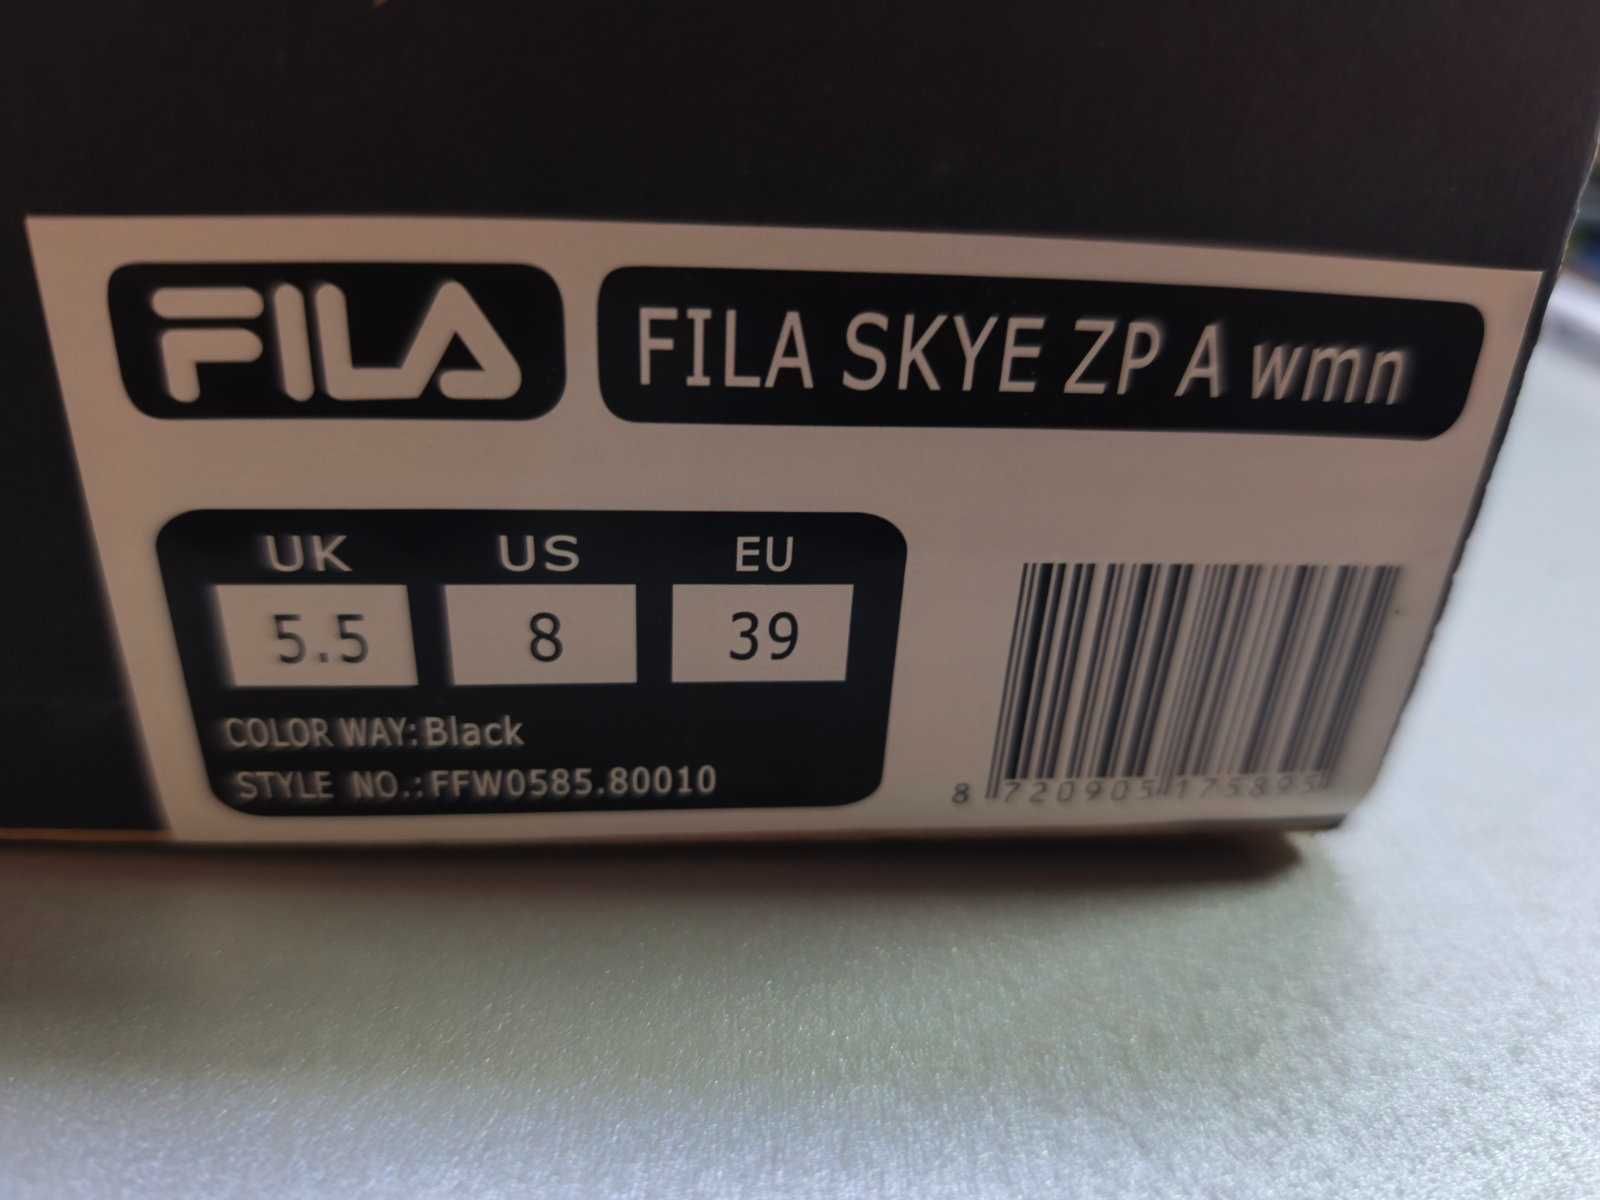 FILA
FILA SKYE ZP A wmn
UK US EU
5.5 8 39
COLOR WAY: Black
STYLE NO.: FFW0585.80010
8 720905 175895